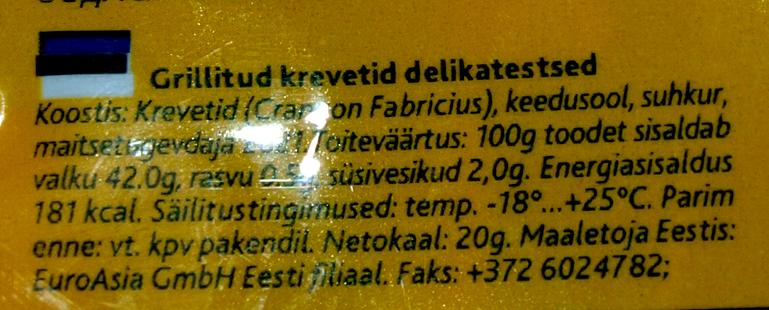 Grillitud krevetid delikatestsed
Koostis: Krevetid Fabricius), keedusool, suhkur,
Toiteväärtus: 100g toodet sisaldab
valku 42.0g, rasvu süsivesikud 2,0g. Energiasisaldus
181 kcal. Säilitustingimused: temp. -18°...+25°C. Parim
enne: vt. kpv pakendil. Netokaal: 20g. Maaletoja Eestis:
EuroAsia GmbH Eesti filiaal. Faks: +372 6024782;